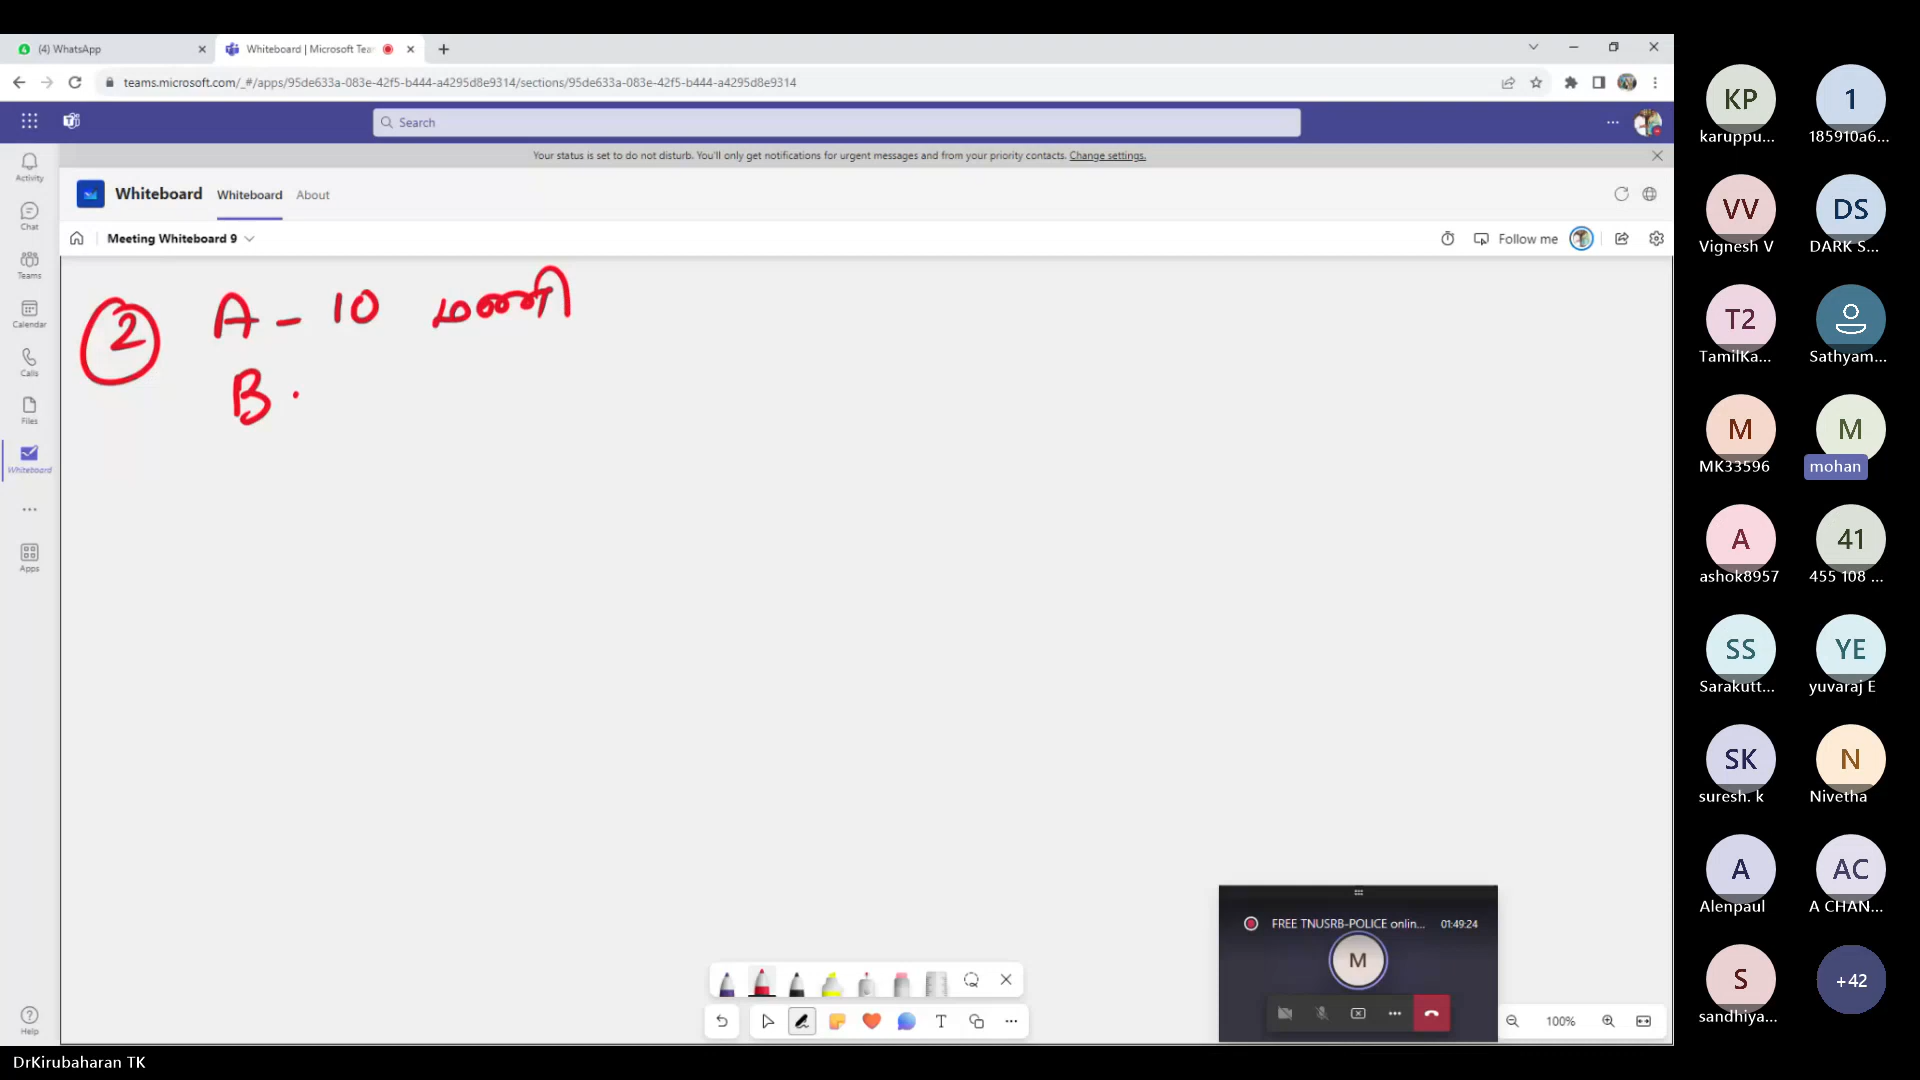 (4) WhatsApp
Whiteboard | Microsoft Tea
teams.microsoft.com/_#/apps/95de633a-083e-42f5-b444-a4295d8e9314/sections/95de633a-083e-42f5-b444-a4295d8e9314
Search
Your status is set to do not disturb. You'll only get notifications for urgent messages and from your priority contacts. Change settings.
Activity
Chat
Teams
Calendar
Calls
Files
Whiteboard
Apps
Help
Whiteboard Whiteboard About
Meeting Whiteboard 9
Follow me
2 A - 10 மணி
B
FREE TNUSRB-POLICE onlin... 01:49:24
M
T
100%
KP 1
karuppu... 185910a6...
VV DS
Vignesh V DARK S...
T2
TamilKa... Sathyam...
M M
MK33596 mohan
A 41
ashok8957 455 108 ...
SS YE
Sarakutt... yuvaraj E
SK N
suresh. k Nivetha
A AC
Alenpaul A CHAN...
S +42
sandhiya...
DrKirubaharan TK